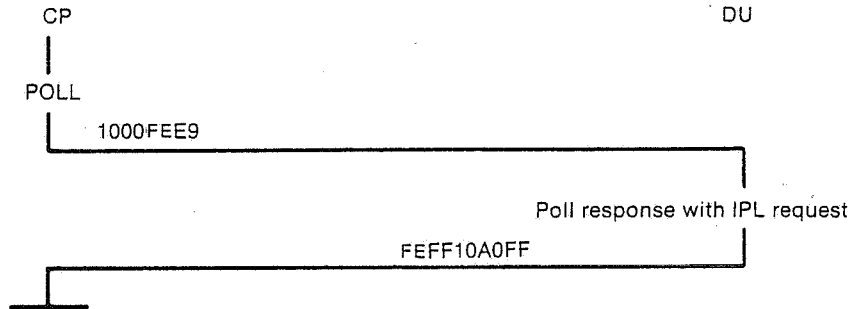 CP
DU
POLL
1000FEE9
Poll response with IPL request
FEFF10A0FF